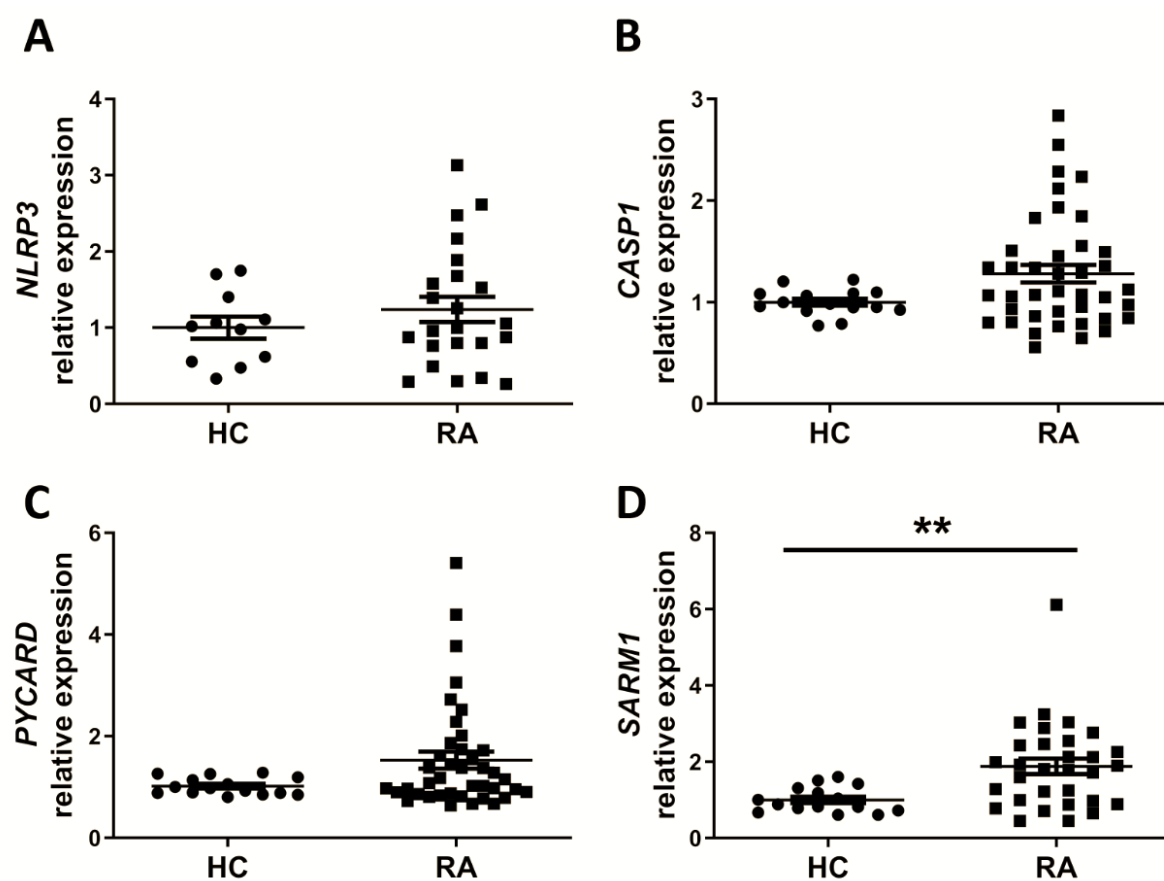 A
NLRP3
relative expression
4
3
2
1
0
HC RA
B
CASP1
relative expression
3
2
1
0
HC RA
C
PYCARD
relative expression
6
4
2
0
HC RA
D
SARM1
relative expression
8
6
4
2
0
**
HC RA